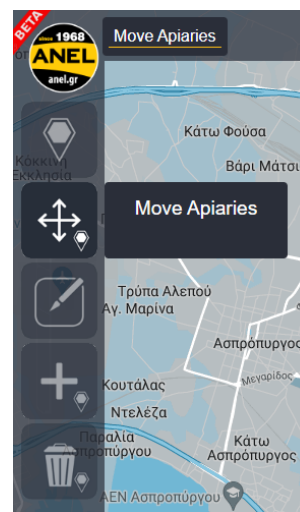 BETA
since 1968
ANEL
anel.gr
Move Apiaries
Κάτω Φούσα
Κόκκινη
Εκκλησία
Βάρι Μάτσι
Move Apiaries
Τρύπα Αλεπού
Αγ. Μαρίνα
Ασπρόπυργος
Μεγαρίδος
Κουτάλας
Ντελέζα
Παραλία
Ασπροπύργου
Κάτω
Ασπρόπυργος
ΑΕΝ Ασπροπύργου